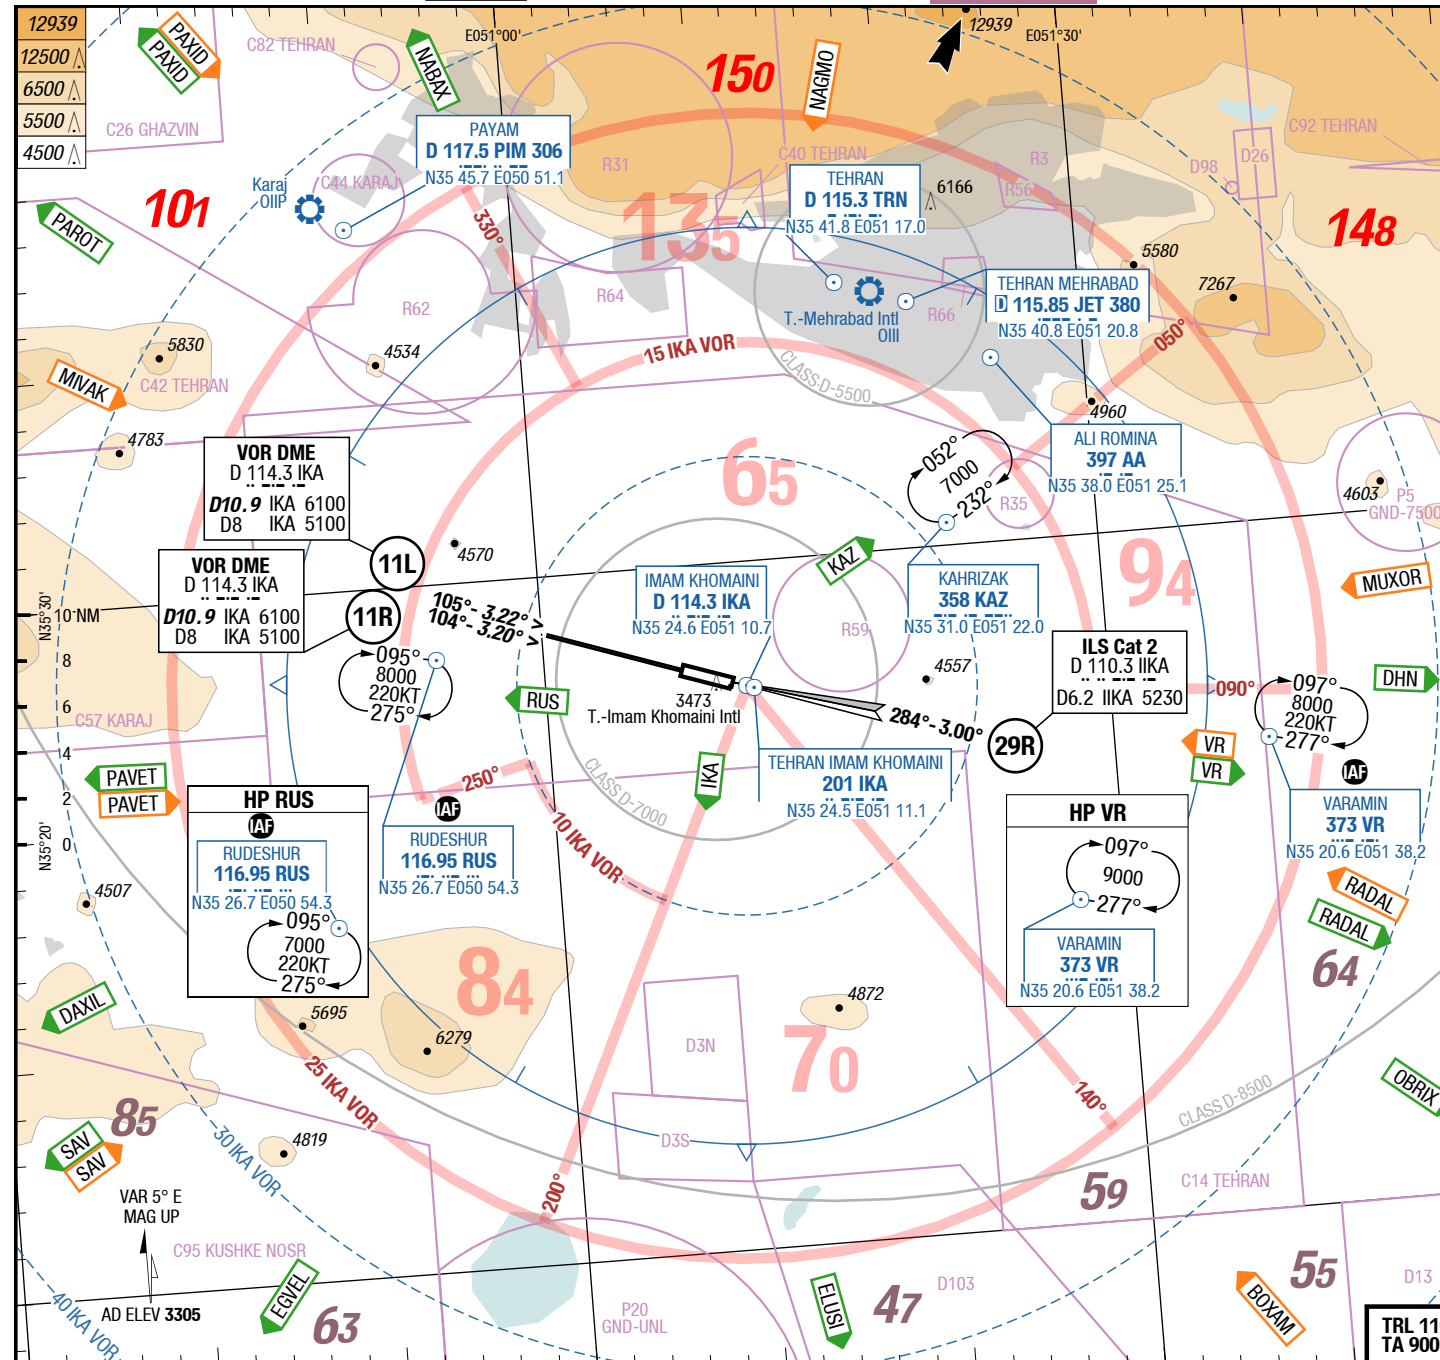 12939
12500
6500
5500
4500
PAXID
PAXID
C82 TEHRAN
C26 GHAZVIN
NABAX
E051°00'
150
NAGMO
12939
E051°30'
C92 TEHRAN
PAYAM
D 117.5 PIM 306
N35 45.7 E050 51.1
R31
C40 TEHRAN
R3
R56
D98
D26
Karaj
OIIP
C44 KARAJ
101
PAROT
330°
135
TEHRAN
D 115.3 TRN
N35 41.8 E051 17.0
6166
148
5580
7267
TEHRAN MEHRABAD
D 115.85 JET 380
N35 40.8 E051 20.8
R62
R64
R66
T.-Mehrabad Intl
OIII
5830
4534
15 IKA VOR
050°
MIVAK
C42 TEHRAN
CLASS D-5500
4960
4783
VOR DME
D 114.3 IKA
D10.9 IKA 6100
D8 IKA 5100
11L
65
052°
7000
232°
R35
ALI ROMINA
397 AA
N35 38.0 E051 25.1
4603
P5
GND-7500
4570
VOR DME
D 114.3 IKA
D10.9 IKA 6100
D8 IKA 5100
11R
KAZ
94
MUXOR
N35°30'
10 NM
8
6
4
2
0
N35°20'
105°- 3.22° >
104°- 3.20° >
IMAM KHOMAINI
D 114.3 IKA
N35 24.6 E051 10.7
R59
KAHRIZAK
358 KAZ
N35 31.0 E051 22.0
4557
ILS Cat 2
D 110.3 IIKA
D6.2 IIKA 5230
29R
095°
8000
220KT
275°
RUS
3473
T.-Imam Khomaini Intl
284°- 3.00°
090°
097°
8000
220KT
277°
DHN
C57 KARAJ
VR
VR
IAF
PAVET
PAVET
250°
IAF
IKA
CLASS D-7000
10 IKA VOR
TEHRAN IMAM KHOMAINI
201 IKA
N35 24.5 E051 11.1
HP RUS
IAF
RUDESHUR
116.95 RUS
N35 26.7 E050 54.3
095°
7000
220KT
275°
RUDESHUR
116.95 RUS
N35 26.7 E050 54.3
HP VR
097°
9000
277°
VARAMIN
373 VR
N35 20.6 E051 38.2
VARAMIN
373 VR
N35 20.6 E051 38.2
4507
RADAL
RADAL
64
DAXIL
5695
6279
84
4872
D3N
70
25 IKA VOR
140°
OBRIX
CLASS D-8500
85
SAV
SAV
4819
30 IKA VOR
D3S
200°
59
C14 TEHRAN
VAR 5° E
MAG UP
C95 KUSHKE NOSR
AD ELEV 3305
40 IKA VOR
EGVEL
63
P20
GND-UNL
ELUSI
47
D103
BOXAM
55
D13
TRL 11
TA 900